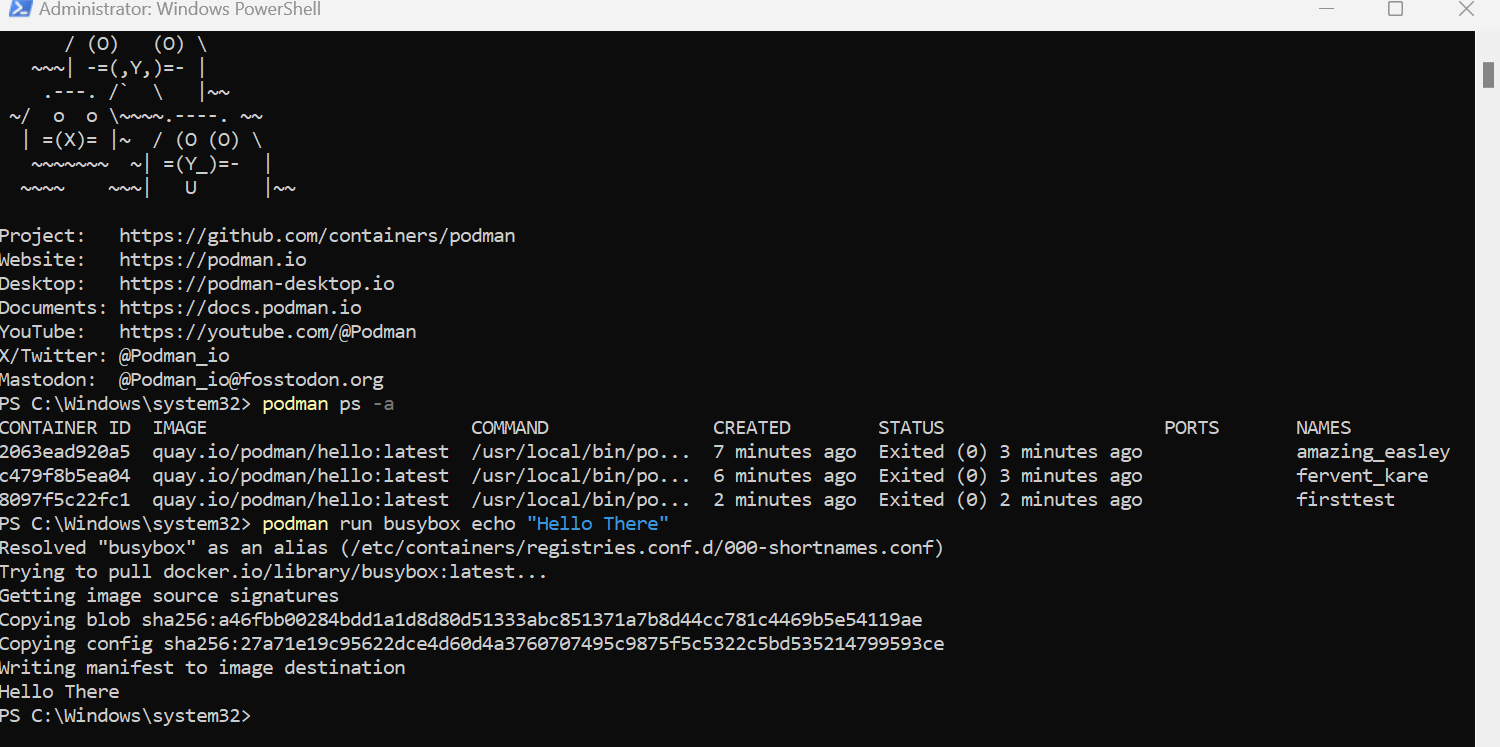 Administrator: Windows PowerShell
      / (O)   (O) \
   ~~~| -=(,Y,)=- |
    .---. /`  \   |~~
 ~/  o  o \~~~~.----. ~~
  | =(X)= |~  / (O (O) \
   ~~~~~~~  ~| =(Y_)=-  |
  ~~~~    ~~~|   U      |~~
Project:   https://github.com/containers/podman
Website:   https://podman.io
Desktop:   https://podman-desktop.io
Documents: https://docs.podman.io
YouTube:   https://youtube.com/@Podman
X/Twitter: @Podman_io
Mastodon:  @Podman_io@fosstodon.org
PS C:\Windows\system32> podman ps -a
CONTAINER ID  IMAGE                       COMMAND               CREATED        STATUS                    PORTS       NAMES
2063ead920a5  quay.io/podman/hello:latest  /usr/local/bin/po...  7 minutes ago  Exited (0) 3 minutes ago              amazing_easley
c479f8b5ea04  quay.io/podman/hello:latest  /usr/local/bin/po...  6 minutes ago  Exited (0) 3 minutes ago              fervent_kare
8097f5c22fc1  quay.io/podman/hello:latest  /usr/local/bin/po...  2 minutes ago  Exited (0) 2 minutes ago              firsttest
PS C:\Windows\system32> podman run busybox echo "Hello There"
Resolved "busybox" as an alias (/etc/containers/registries.conf.d/000-shortnames.conf)
Trying to pull docker.io/library/busybox:latest...
Getting image source signatures
Copying blob sha256:a46fbb00284bdd1a1d8d80d51333abc851371a7b8d44cc781c4469b5e54119ae
Copying config sha256:27a71e19c95622dce4d60d4a3760707495c9875f5c5322c5bd535214799593ce
Writing manifest to image destination
Hello There
PS C:\Windows\system32>